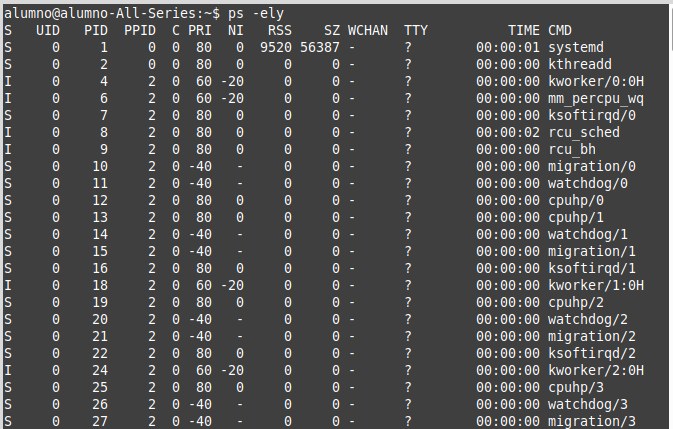 alumno@alumno-All-Series:~$ ps -ely
S   UID   PID  PPID  C PRI  NI   RSS    SZ WCHAN  TTY          TIME CMD
S     0     1     0  0  80   0  9520 56387 -      ?        00:00:01 systemd
S     0     2     0  0  80   0     0     0 -      ?        00:00:00 kthreadd
I     0     4     2  0  60 -20     0     0 -      ?        00:00:00 kworker/0:0H
I     0     6     2  0  60 -20     0     0 -      ?        00:00:00 mm_percpu_wq
S     0     7     2  0  80   0     0     0 -      ?        00:00:00 ksoftirqd/0
I     0     8     2  0  80   0     0     0 -      ?        00:00:02 rcu_sched
I     0     9     2  0  80   0     0     0 -      ?        00:00:00 rcu_bh
S     0    10     2  0 -40   -     0     0 -      ?        00:00:00 migration/0
S     0    11     2  0 -40   -     0     0 -      ?        00:00:00 watchdog/0
S     0    12     2  0  80   0     0     0 -      ?        00:00:00 cpuhp/0
S     0    13     2  0  80   0     0     0 -      ?        00:00:00 cpuhp/1
S     0    14     2  0 -40   -     0     0 -      ?        00:00:00 watchdog/1
S     0    15     2  0 -40   -     0     0 -      ?        00:00:00 migration/1
S     0    16     2  0  80   0     0     0 -      ?        00:00:00 ksoftirqd/1
I     0    18     2  0  60 -20     0     0 -      ?        00:00:00 kworker/1:0H
S     0    19     2  0  80   0     0     0 -      ?        00:00:00 cpuhp/2
S     0    20     2  0 -40   -     0     0 -      ?        00:00:00 watchdog/2
S     0    21     2  0 -40   -     0     0 -      ?        00:00:00 migration/2
S     0    22     2  0  80   0     0     0 -      ?        00:00:00 ksoftirqd/2
I     0    24     2  0  60 -20     0     0 -      ?        00:00:00 kworker/2:0H
S     0    25     2  0  80   0     0     0 -      ?        00:00:00 cpuhp/3
S     0    26     2  0 -40   -     0     0 -      ?        00:00:00 watchdog/3
S     0    27     2  0 -40   -     0     0 -      ?        00:00:00 migration/3